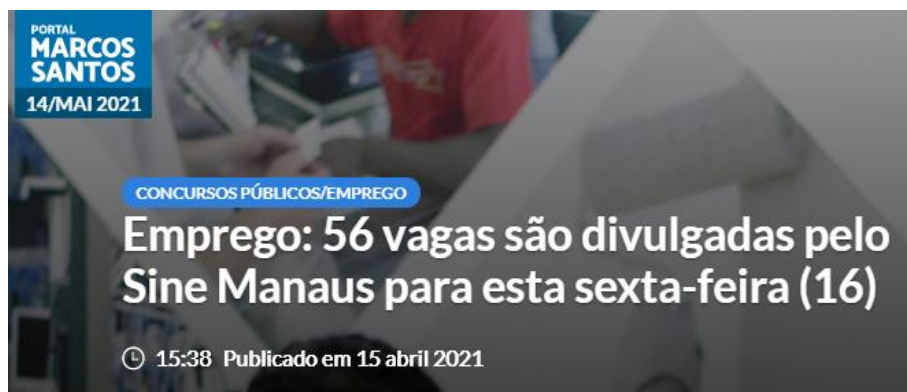 PORTAL
MARCOS
SANTOS
14/MAI 2021
CONCURSOS PÚBLICOS/EMPREGO
Emprego: 56 vagas são divulgadas pelo
Sine Manaus para esta sexta-feira (16)
15:38 Publicado em 15 abril 2021